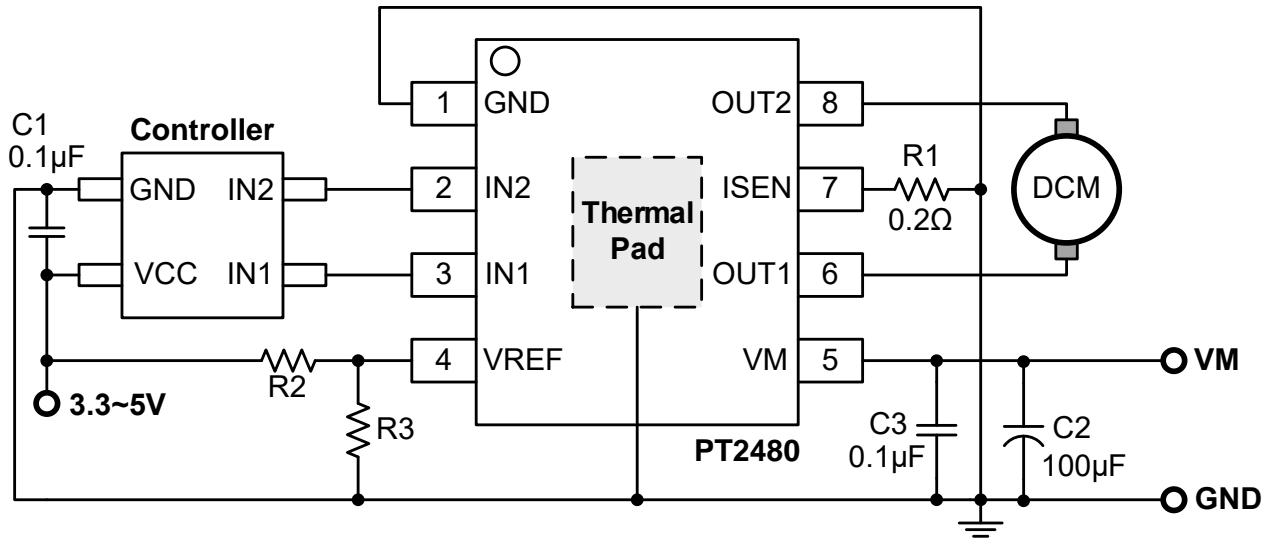 C1
0.1µF
Controller
GND
IN2
VCC
IN1
3.3~5V
R2
R3
1
GND
2
IN2
3
IN1
4
VREF
Thermal
Pad
OUT2
8
ISEN
7
OUT1
6
VM
5
PT2480
R1
0.2Ω
DCM
C3
0.1µF
C2
100µF
VM
GND